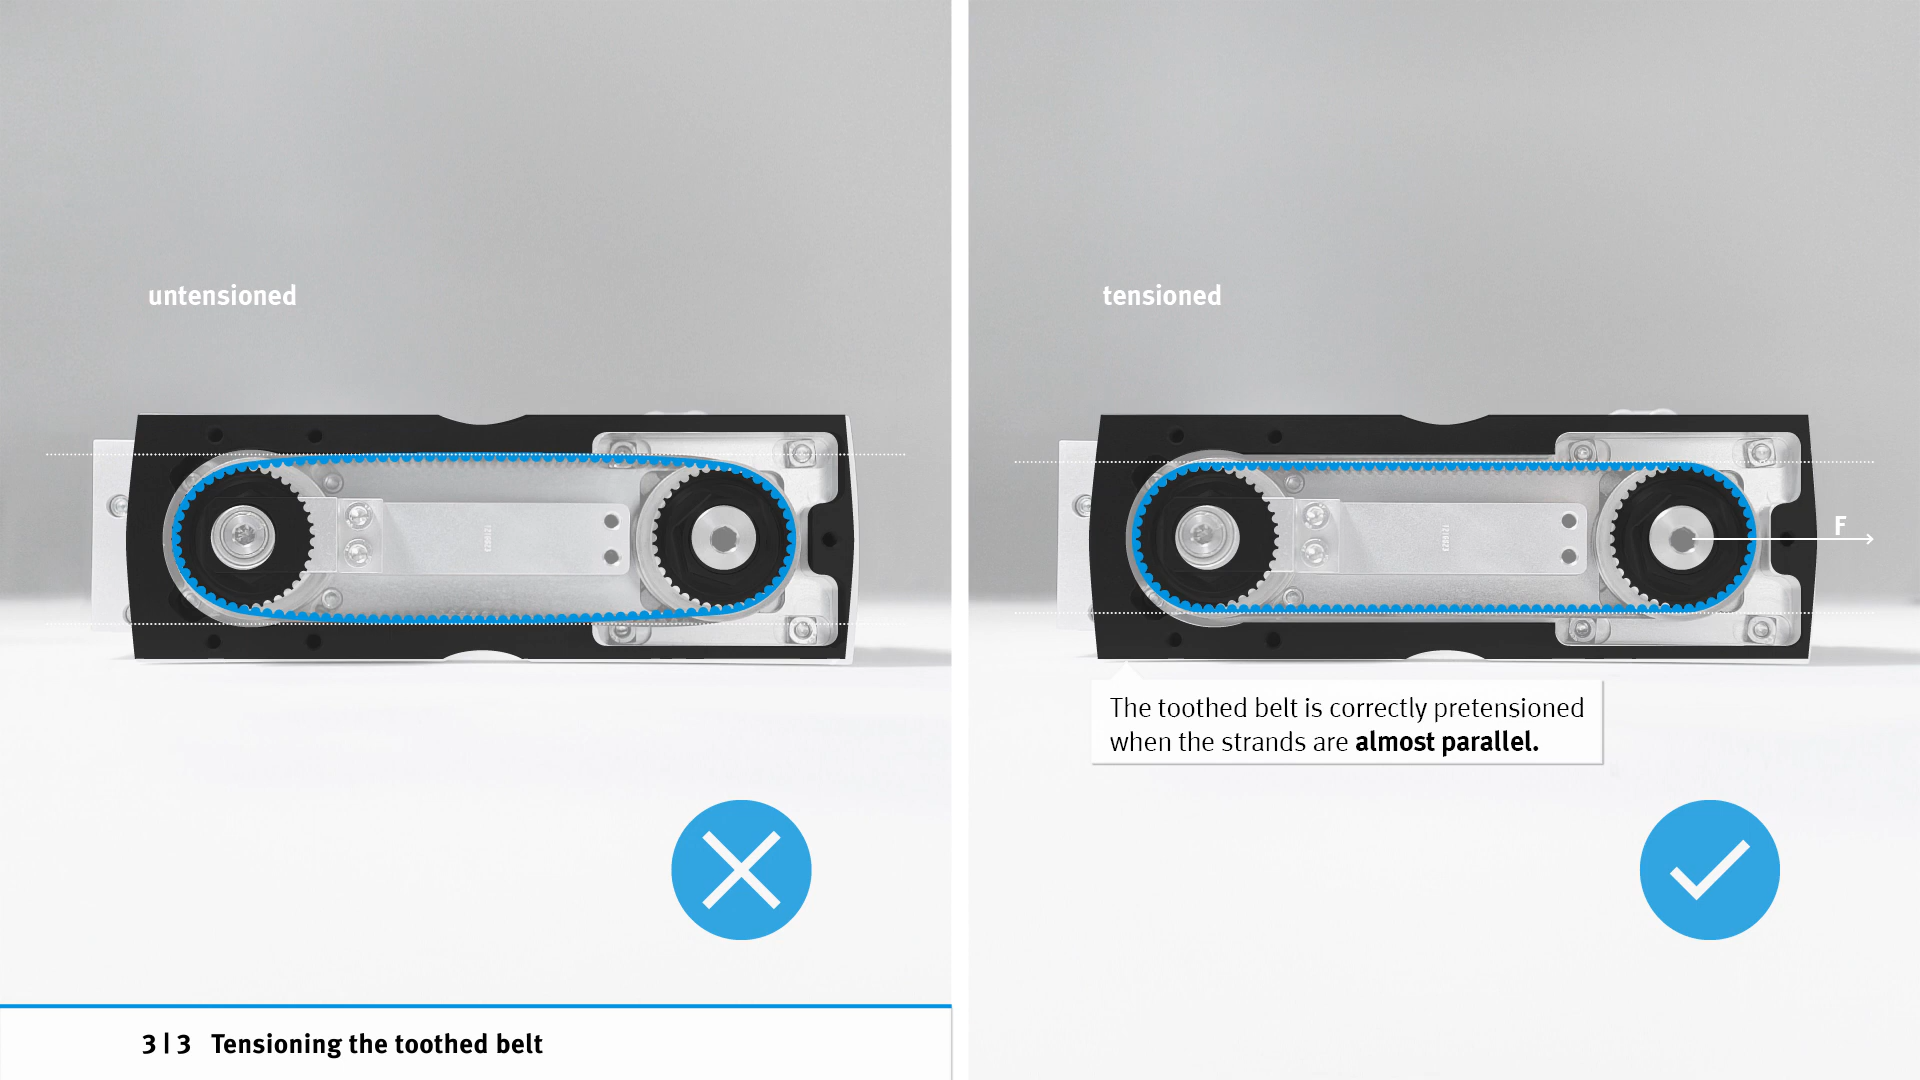 untensioned
tensioned
F
The toothed belt is correctly pretensioned
when the strands are almost parallel.
3|3 Tensioning the toothed belt